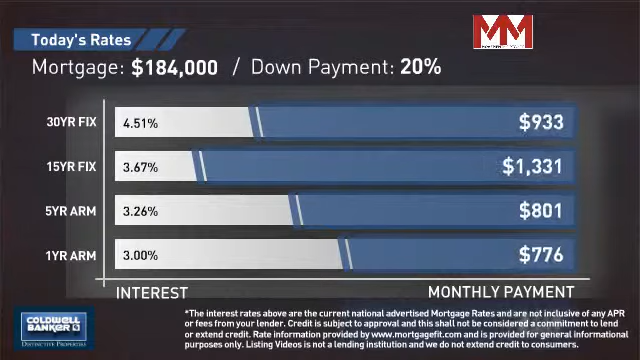 Today's Rates
MM
Mortgage: $184,000 / Down Payment: 20%
30YR FIX 4.51% $933
15YR FIX 3.67% $1,331
5YR ARM 3.26% $801
1YR ARM 3.00% $776
INTEREST MONTHLY PAYMENT
COLDWELL
BANKER
DISTINCTIVE PROPERTIES
*The interest rates above are the current national advertised Mortgage Rates and are not inclusive of any APR
or fees from your lender. Credit is subject to approval and this shall not be considered a commitment to lend
or extend credit. Rate information provided by www.mortgagefit.com and is provided for general informational
purposes only. Listing Videos is not a lending institution and we do not extend credit to consumers.